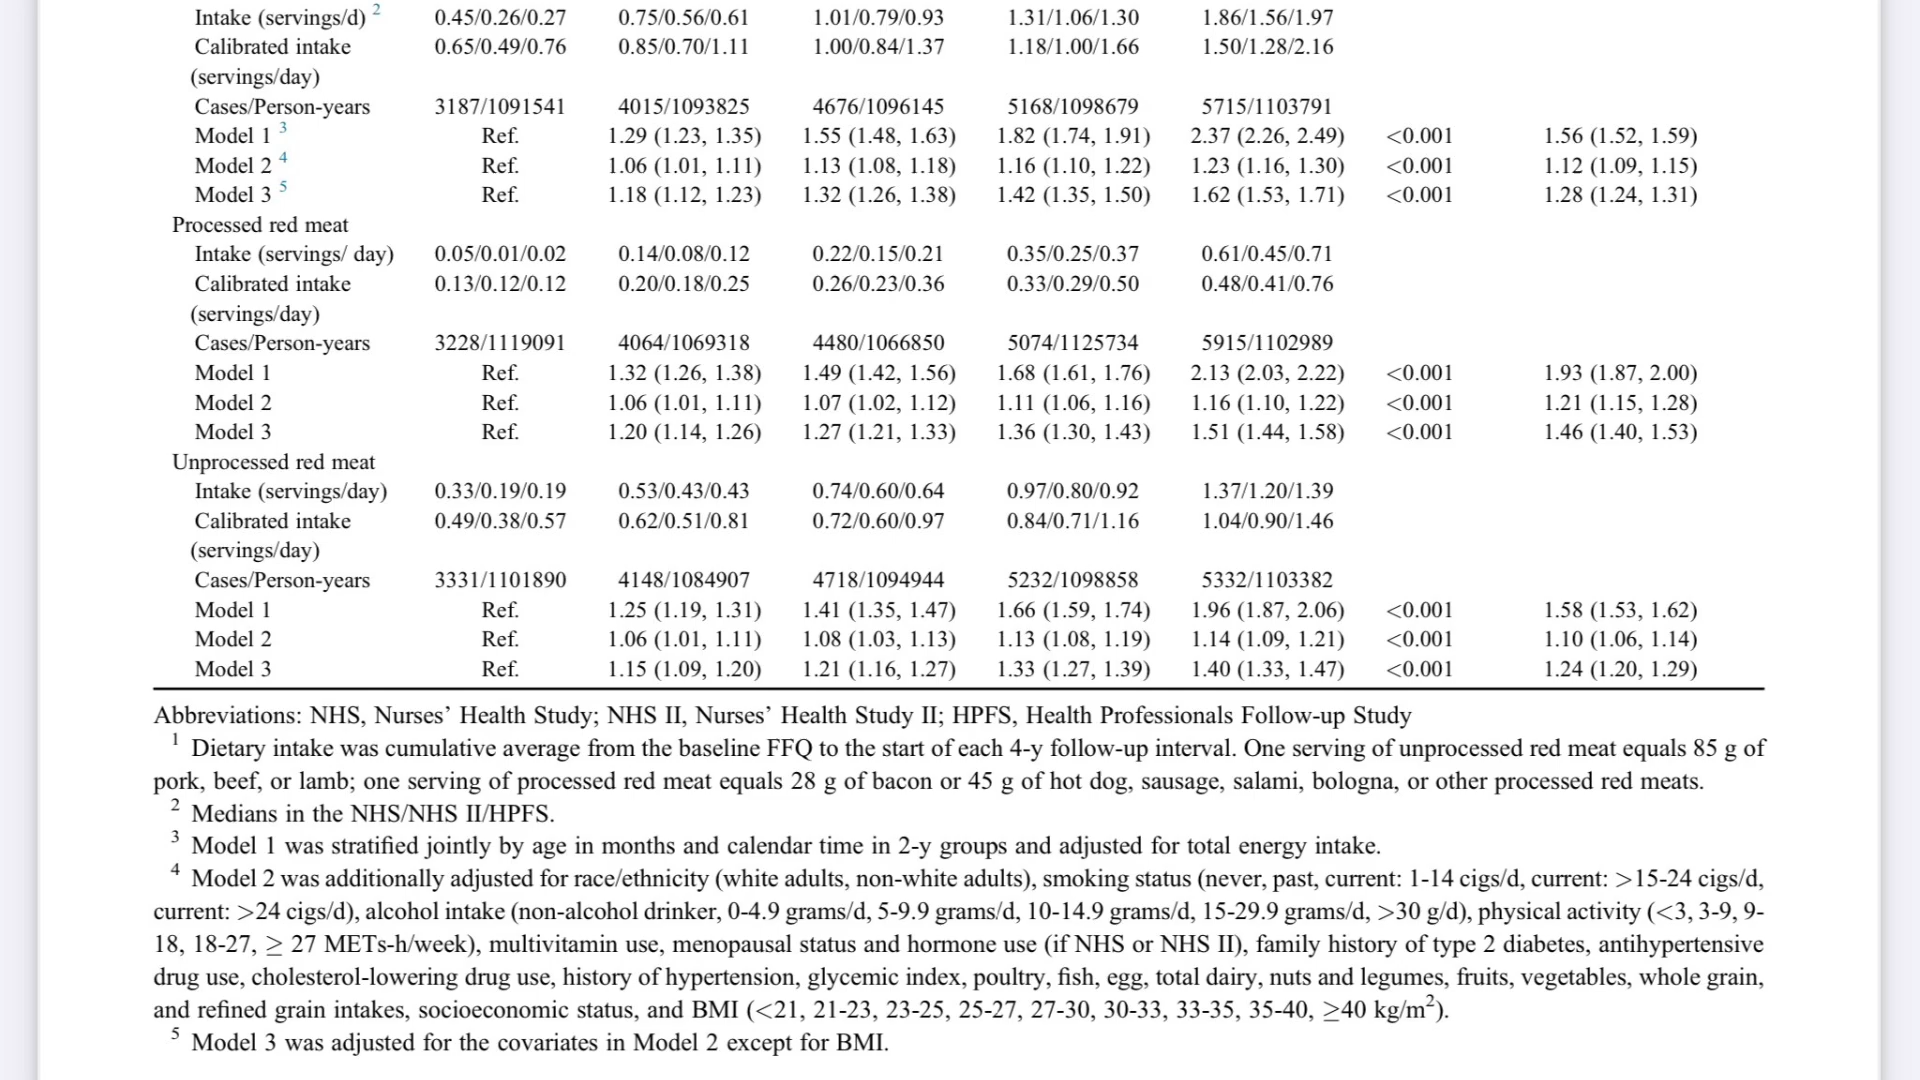 Intake (servings/d) 2 0.45/0.26/0.27 0.75/0.56/0.61 1.01/0.79/0.93 1.31/1.06/1.30 1.86/1.56/1.97
Calibrated intake 0.65/0.49/0.76 0.85/0.70/1.11 1.00/0.84/1.37 1.18/1.00/1.66 1.50/1.28/2.16
(servings/day)
Cases/Person-years 3187/1091541 4015/1093825 4676/1096145 5168/1098679 5715/1103791
Model 1 3 Ref. 1.29 (1.23, 1.35) 1.55 (1.48, 1.63) 1.82 (1.74, 1.91) 2.37 (2.26, 2.49) <0.001 1.56 (1.52, 1.59)
Model 2 4 Ref. 1.06 (1.01, 1.11) 1.13 (1.08, 1.18) 1.16 (1.10, 1.22) 1.23 (1.16, 1.30) <0.001 1.12 (1.09, 1.15)
Model 3 5 Ref. 1.18 (1.12, 1.23) 1.32 (1.26, 1.38) 1.42 (1.35, 1.50) 1.62 (1.53, 1.71) <0.001 1.28 (1.24, 1.31)
Processed red meat
Intake (servings/ day) 0.05/0.01/0.02 0.14/0.08/0.12 0.22/0.15/0.21 0.35/0.25/0.37 0.61/0.45/0.71
Calibrated intake 0.13/0.12/0.12 0.20/0.18/0.25 0.26/0.23/0.36 0.33/0.29/0.50 0.48/0.41/0.76
(servings/day)
Cases/Person-years 3228/1119091 4064/1069318 4480/1066850 5074/1125734 5915/1102989
Model 1 Ref. 1.32 (1.26, 1.38) 1.49 (1.42, 1.56) 1.68 (1.61, 1.76) 2.13 (2.03, 2.22) <0.001 1.93 (1.87, 2.00)
Model 2 Ref. 1.06 (1.01, 1.11) 1.07 (1.02, 1.12) 1.11 (1.06, 1.16) 1.16 (1.10, 1.22) <0.001 1.21 (1.15, 1.28)
Model 3 Ref. 1.20 (1.14, 1.26) 1.27 (1.21, 1.33) 1.36 (1.30, 1.43) 1.51 (1.44, 1.58) <0.001 1.46 (1.40, 1.53)
Unprocessed red meat
Intake (servings/day) 0.33/0.19/0.19 0.53/0.43/0.43 0.74/0.60/0.64 0.97/0.80/0.92 1.37/1.20/1.39
Calibrated intake 0.49/0.38/0.57 0.62/0.51/0.81 0.72/0.60/0.97 0.84/0.71/1.16 1.04/0.90/1.46
(servings/day)
Cases/Person-years 3331/1101890 4148/1084907 4718/1094944 5232/1098858 5332/1103382
Model 1 Ref. 1.25 (1.19, 1.31) 1.41 (1.35, 1.47) 1.66 (1.59, 1.74) 1.96 (1.87, 2.06) <0.001 1.58 (1.53, 1.62)
Model 2 Ref. 1.06 (1.01, 1.11) 1.08 (1.03, 1.13) 1.13 (1.08, 1.19) 1.14 (1.09, 1.21) <0.001 1.10 (1.06, 1.14)
Model 3 Ref. 1.15 (1.09, 1.20) 1.21 (1.16, 1.27) 1.33 (1.27, 1.39) 1.40 (1.33, 1.47) <0.001 1.24 (1.20, 1.29)
Abbreviations: NHS, Nurses’ Health Study; NHS II, Nurses’ Health Study II; HPFS, Health Professionals Follow-up Study
1 Dietary intake was cumulative average from the baseline FFQ to the start of each 4-y follow-up interval. One serving of unprocessed red meat equals 85 g of
pork, beef, or lamb; one serving of processed red meat equals 28 g of bacon or 45 g of hot dog, sausage, salami, bologna, or other processed red meats.
2 Medians in the NHS/NHS II/HPFS.
3 Model 1 was stratified jointly by age in months and calendar time in 2-y groups and adjusted for total energy intake.
4 Model 2 was additionally adjusted for race/ethnicity (white adults, non-white adults), smoking status (never, past, current: 1-14 cigs/d, current: >15-24 cigs/d,
current: >24 cigs/d), alcohol intake (non-alcohol drinker, 0-4.9 grams/d, 5-9.9 grams/d, 10-14.9 grams/d, 15-29.9 grams/d, >30 g/d), physical activity (<3, 3-9, 9-
18, 18-27, ≥ 27 METs-h/week), multivitamin use, menopausal status and hormone use (if NHS or NHS II), family history of type 2 diabetes, antihypertensive
drug use, cholesterol-lowering drug use, history of hypertension, glycemic index, poultry, fish, egg, total dairy, nuts and legumes, fruits, vegetables, whole grain,
and refined grain intakes, socioeconomic status, and BMI (<21, 21-23, 23-25, 25-27, 27-30, 30-33, 33-35, 35-40, ≥40 kg/m2).
5 Model 3 was adjusted for the covariates in Model 2 except for BMI.